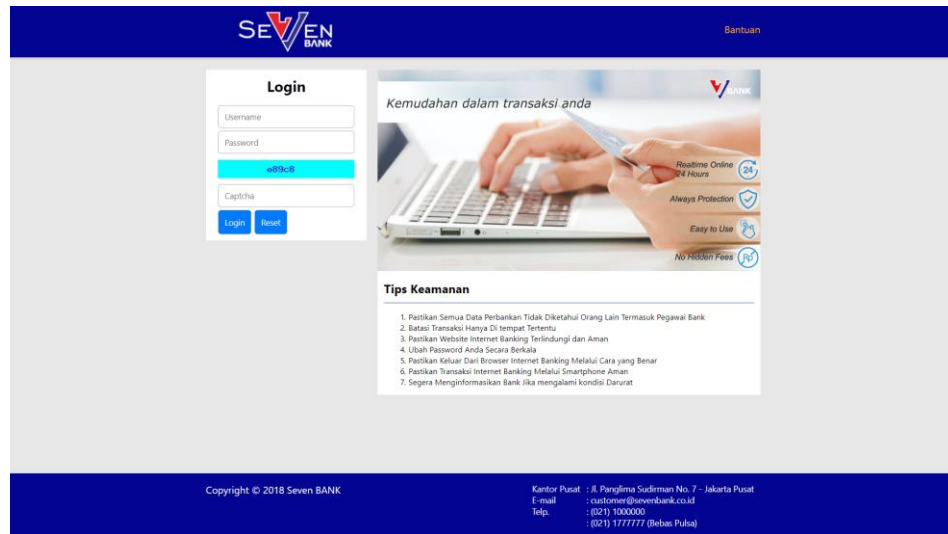 SEVEN
BANK
Bantuan
Login
Username
Password
e89c8
Captcha
Login Reset
Kemudahan dalam transaksi anda
BANK
Realtime Online
24 Hours
24
Always Protection
Easy to Use
No Hidden Fees
Rp
Tips Keamanan
1. Pastikan Semua Data Perbankan Tidak Diketahui Orang Lain Termasuk Pegawai Bank
2. Batasi Transaksi Hanya Di tempat Tertentu
3. Pastikan Website Internet Banking Terlindungi dan Aman
4. Ubah Password Anda Secara Berkala
5. Pastikan Keluar Dari Browser Internet Banking Melalui Cara yang Benar
6. Pastikan Transaksi Internet Banking Melalui Smartphone Aman
7. Segera Menginformasikan Bank Jika mengalami kondisi Darurat
Copyright © 2018 Seven BANK
Kantor Pusat : Jl. Panglima Sudirman No. 7 - Jakarta Pusat
E-mail : customer@sevenbank.co.id
Telp. : (021) 1000000
: (021) 1777777 (Bebas Pulsa)